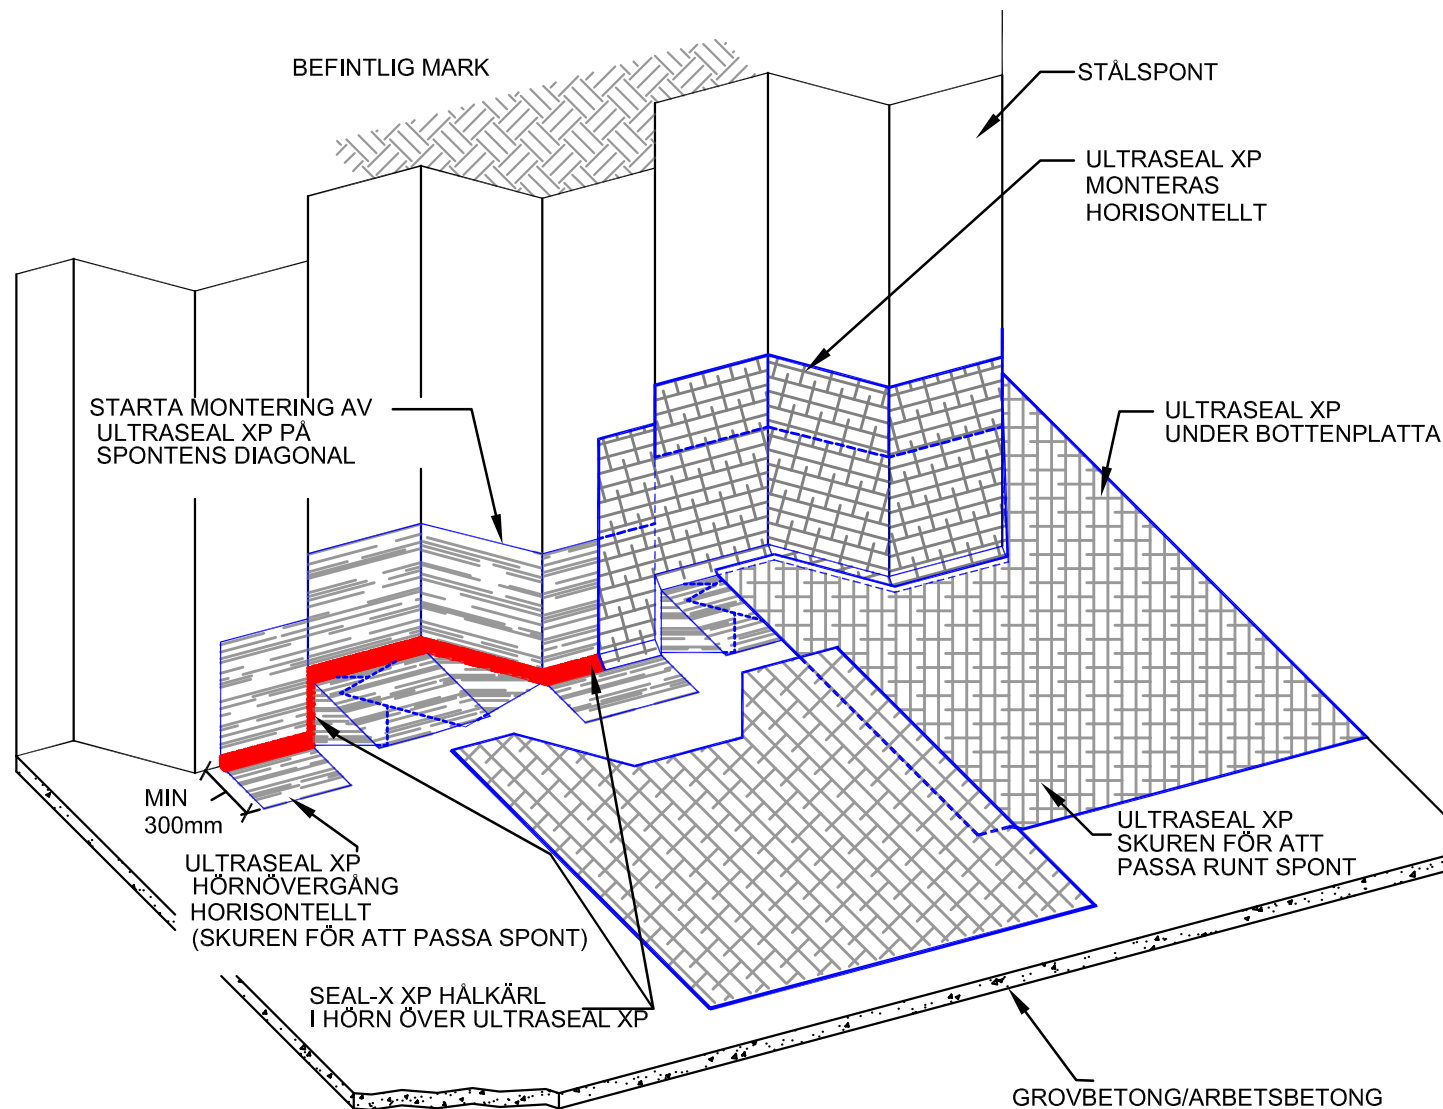 BEFINTLIG MARK
STÅLSPONT
ULTRASEAL XP
MONTERAS
HORISONTELLT
STARTA MONTERING AV
ULTRASEAL XP PÅ
SPONTENS DIAGONAL
ULTRASEAL XP
UNDER BOTTENPLATTA
MIN
300mm
ULTRASEAL XP
HÖRNÖVERGÅNG
HORISONTELLT
(SKUREN FÖR ATT PASSA SPONT)
ULTRASEAL XP
SKUREN FÖR ATT
PASSA RUNT SPONT
SEAL-X XP HÅLKÄRL
I HÖRN ÖVER ULTRASEAL XP
GROVBETONG/ARBETSBETONG